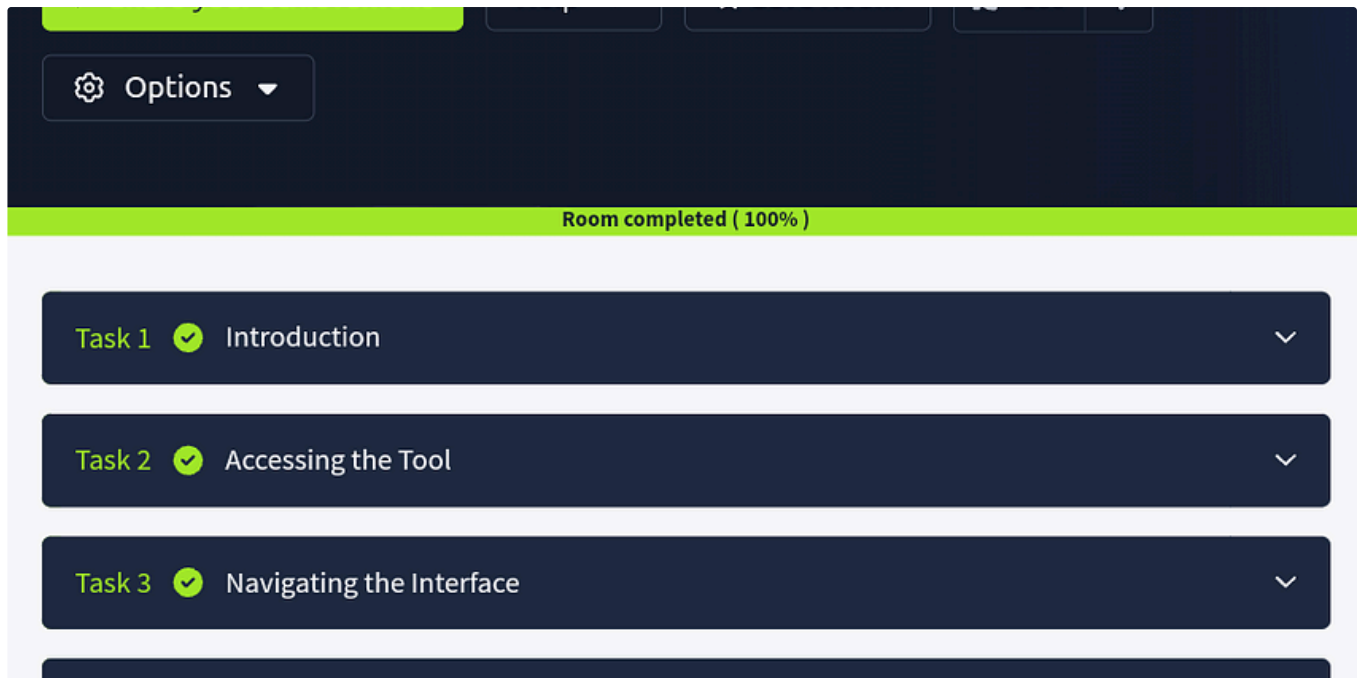 Options
Room completed ( 100% )
Task 1 Introduction
Task 2 Accessing the Tool
Task 3 Navigating the Interface